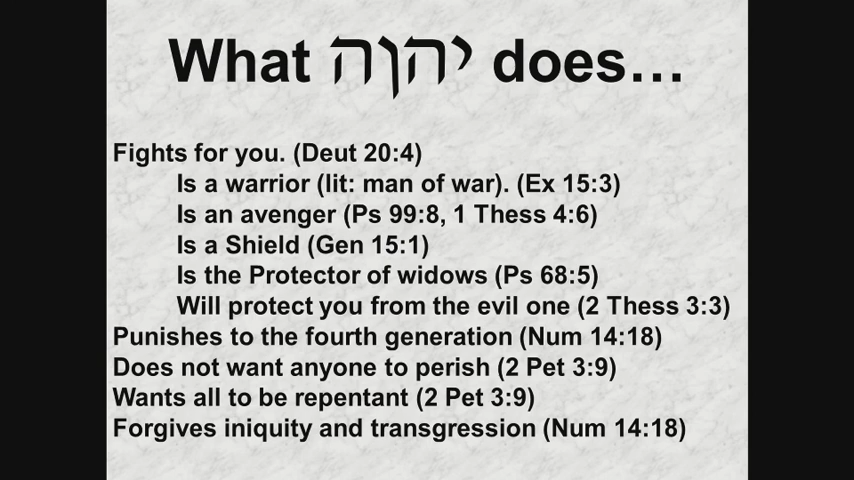 What יהוה does…
Fights for you. (Deut 20:4)
Is a warrior (lit: man of war). (Ex 15:3)
Is an avenger (Ps 99:8, 1 Thess 4:6)
Is a Shield (Gen 15:1)
Is the Protector of widows (Ps 68:5)
Will protect you from the evil one (2 Thess 3:3)
Punishes to the fourth generation (Num 14:18)
Does not want anyone to perish (2 Pet 3:9)
Wants all to be repentant (2 Pet 3:9)
Forgives iniquity and transgression (Num 14:18)